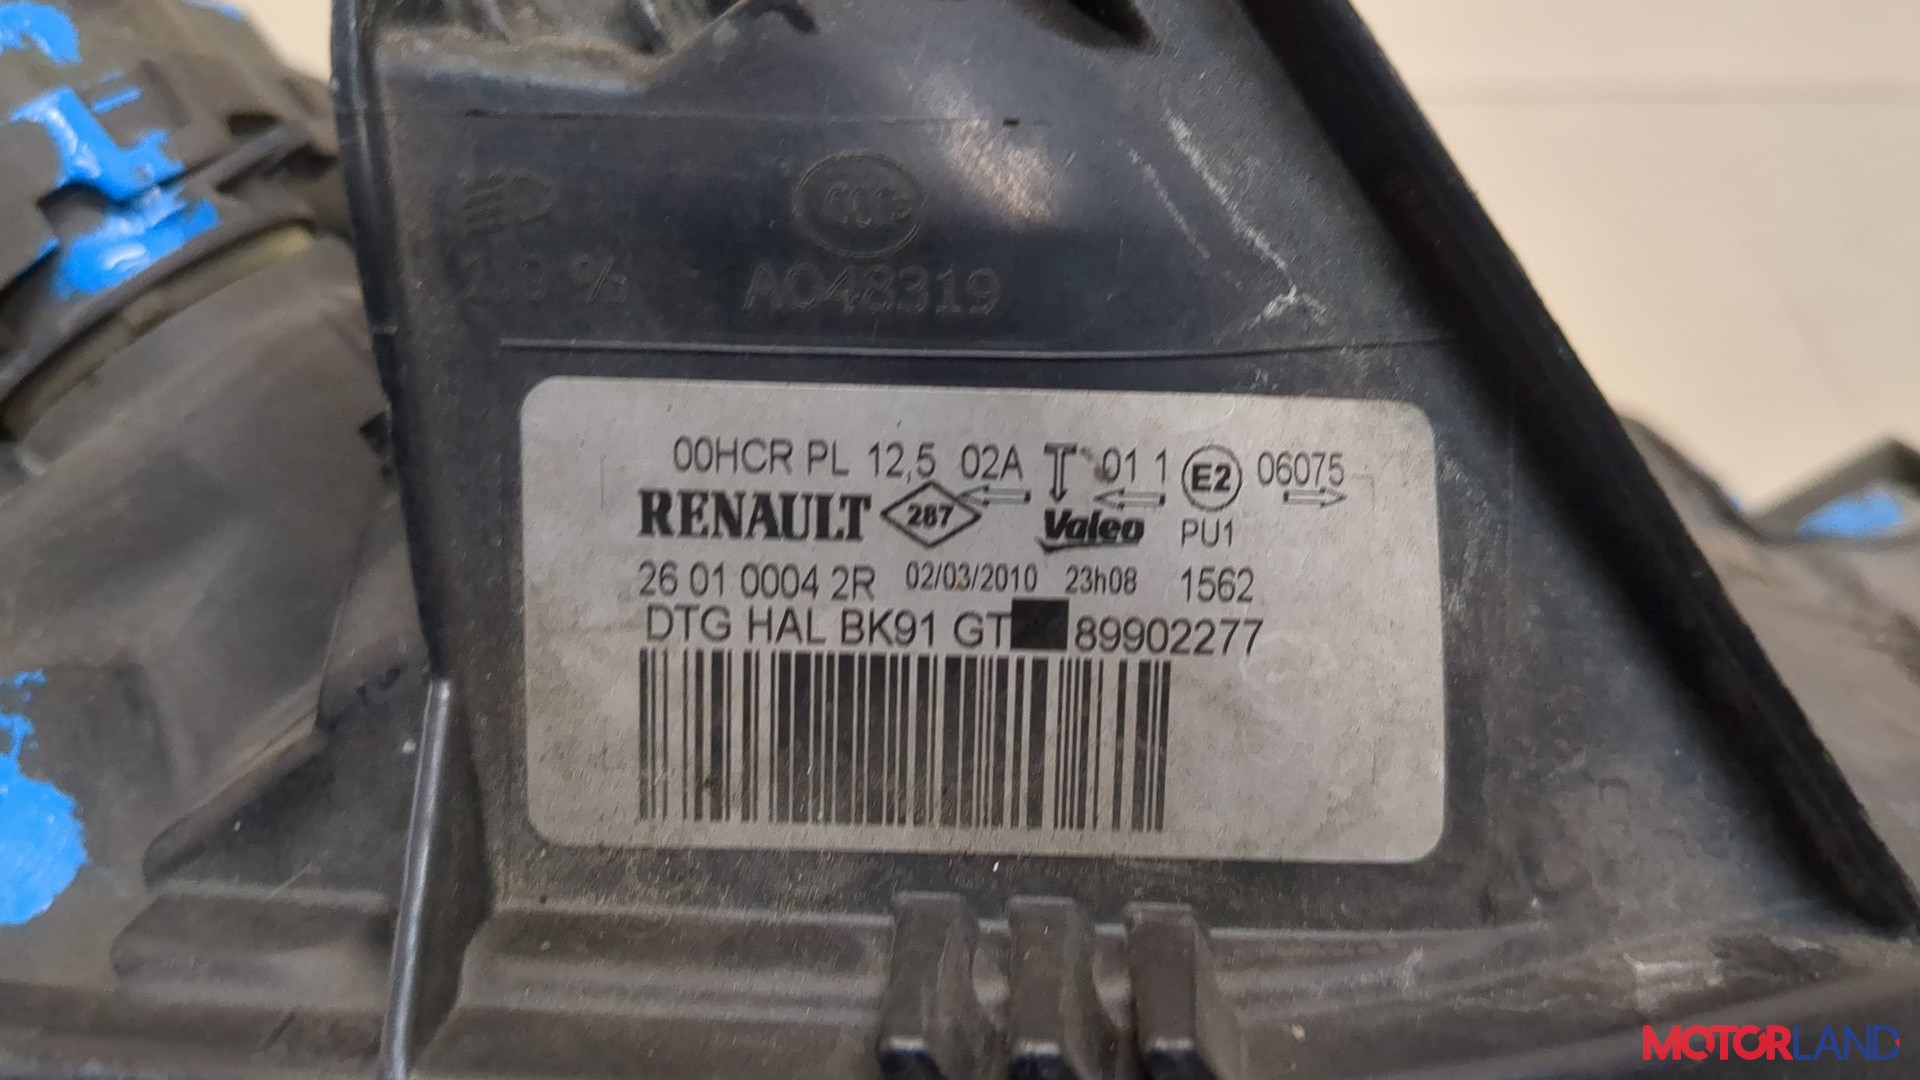 A048319
00HCR PL 12,5 02A 01 1 E2 06075
RENAULT 287 Valeo PU1
26 01 0004 2R 02/03/2010 23h08 1562
DTG HAL BK91 GT 89902277
MOTORLAND